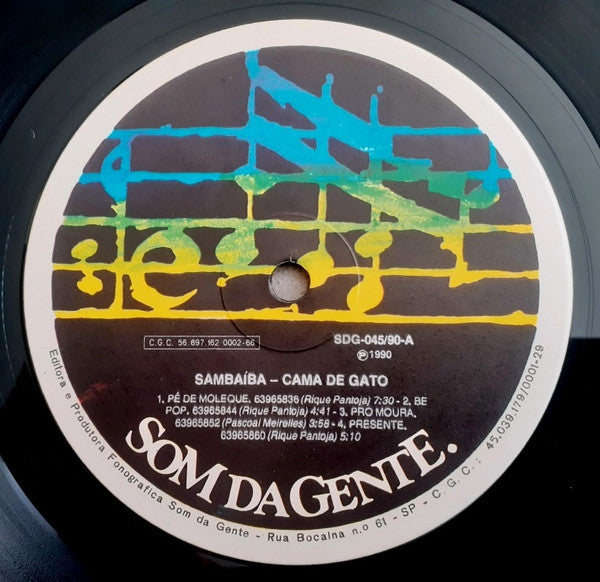 C.G.C. 56.697.162 0002-66
SDG-045/90-A
Ⓟ1990
SAMBAÍBA – CAMA DE GATO
1. PÉ DE MOLEQUE. 63965836 (Rique Pantoja) 7:30 - 2. BE
POP. 63965844 (Rique Pantoja) 4:41 - 3. PRO MOURA.
63965852 (Pascoal Meirelles) 3:58 - 4. PRESENTE.
63965860 (Rique Pantoja) 5:10
SOM DA GENTE.
Editora e Produtora Fonografica Som da Gente - Rua Bocaina n.o 61 - SP - C.G.C.: 45.039.179/0001-29